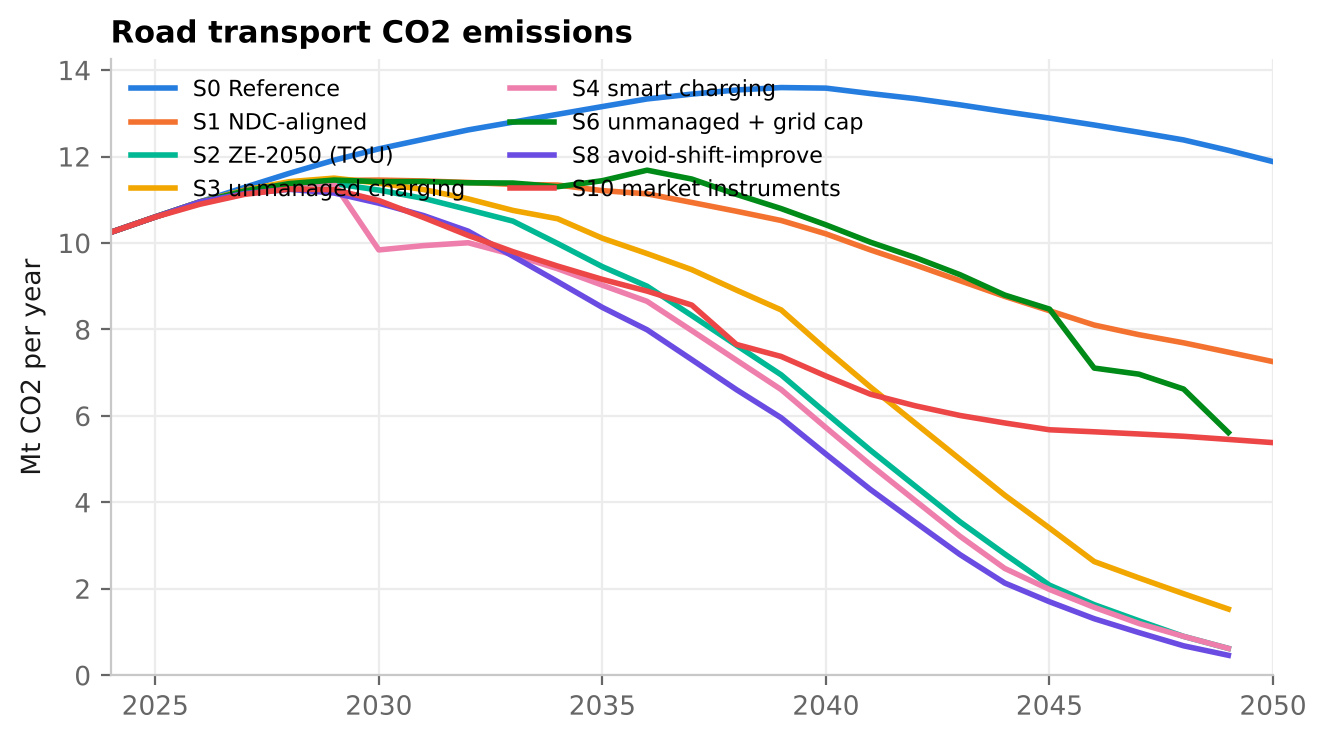 Road transport CO2 emissions
S0 Reference
S1 NDC-aligned
S2 ZE-2050 (TOU)
S3 unmanaged charging
S4 smart charging
S6 unmanaged + grid cap
S8 avoid-shift-improve
S10 market instruments
Mt CO2 per year
14
12
10
8
6
4
2
0
2025
2030
2035
2040
2045
2050